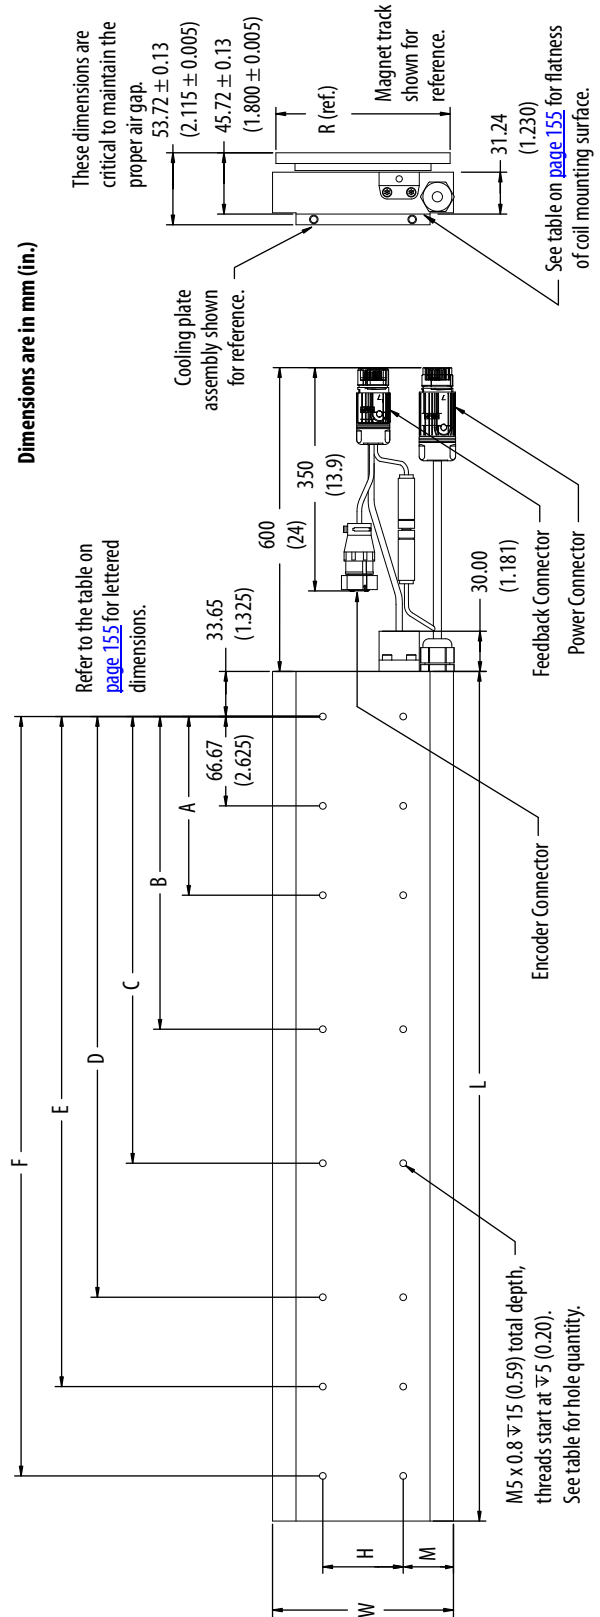 Dimensions are in mm (in.)
Refer to the table on
page 155 for lettered
dimensions.
F
E
D
C
B
A
66.67
(2.625)
33.65
(1.325)
600
(24)
350
(13.9)
30.00
(1.181)
L
W
H
M
M5 x 0.8 ↧15 (0.59) total depth,
threads start at ↧5 (0.20).
See table for hole quantity.
Encoder Connector
Feedback Connector
Power Connector
Cooling plate
assembly shown
for reference.
These dimensions are
critical to maintain the
proper air gap.
53.72 ± 0.13
(2.115 ± 0.005)
45.72 ± 0.13
(1.800 ± 0.005)
R (ref.)
Magnet track
shown for
reference.
31.24
(1.230)
See table on page 155 for flatness
of coil mounting surface.